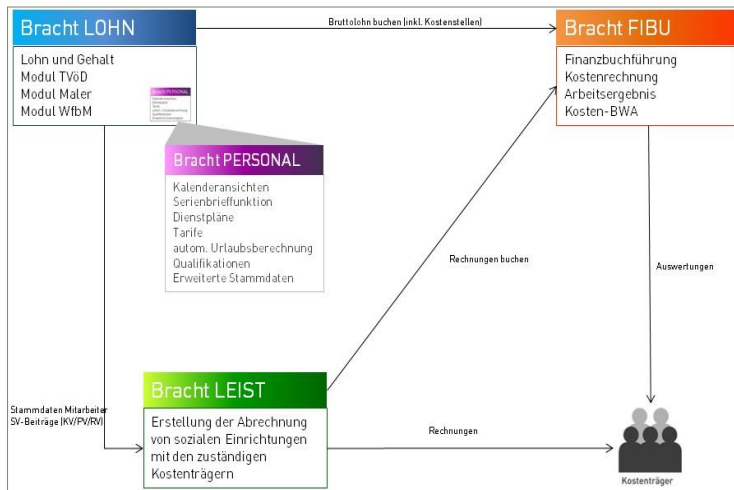 Bracht LOHN
Lohn und Gehalt
Modul TVöD
Modul Maler
Modul WfbM
Bracht PERSONAL
Bruttolohn buchen (inkl. Kostenstellen)
Bracht FIBU
Finanzbuchführung
Kostenrechnung
Arbeitsergebnis
Kosten-BWA
Bracht PERSONAL
Kalenderansichten
Serienbrieffunktion
Dienstpläne
Tarife
autom. Urlaubsberechnung
Qualifikationen
Erweiterte Stammdaten
Rechnungen buchen
Auswertungen
Stammdaten Mitarbeiter
SV-Beiträge (KV/PV/RV)
Bracht LEIST
Erstellung der Abrechnung
von sozialen Einrichtungen
mit den zuständigen
Kostenträgern
Rechnungen
Kostenträger